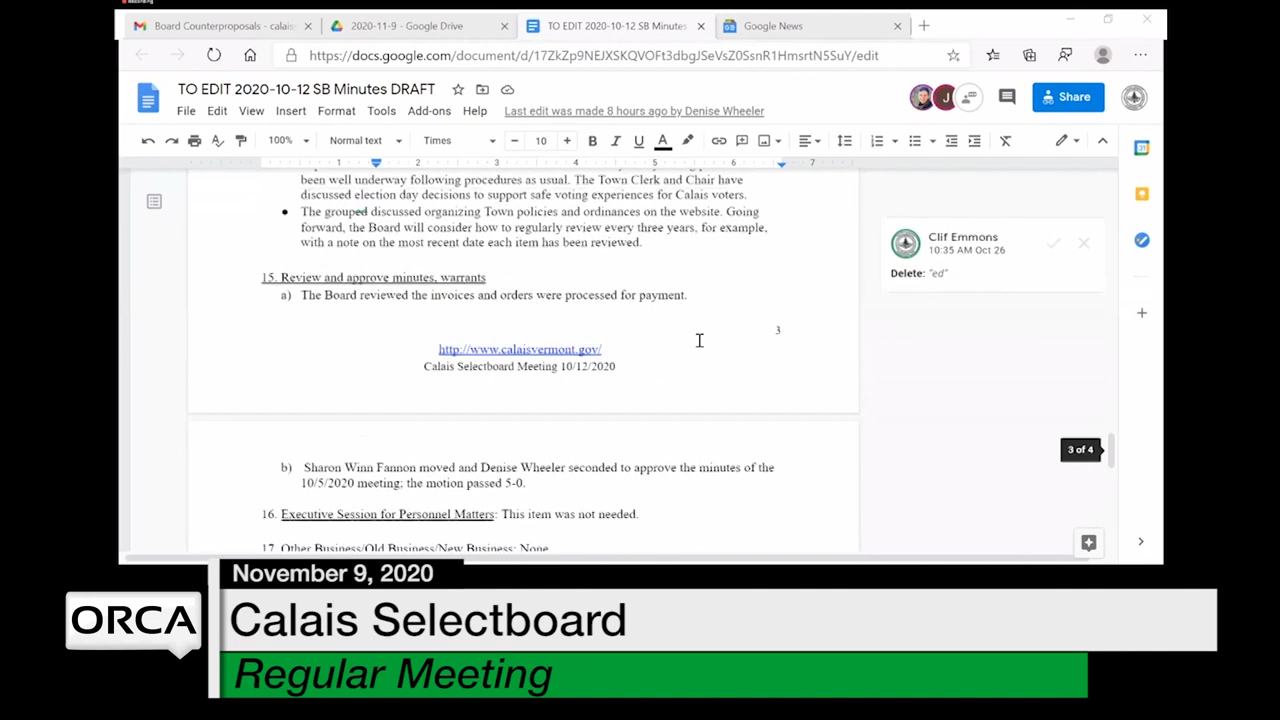 Recording
Board Counterproposals - calais
2020-11-9 - Google Drive
TO EDIT 2020-10-12 SB Minutes
Google News
https://docs.google.com/document/d/17ZkZp9NEJXSKQVOFt3dbgJSeVsZ0SsnR1HmsrtN5SuY/edit
TO EDIT 2020-10-12 SB Minutes DRAFT
File Edit View Insert Format Tools Add-ons Help Last edit was made 8 hours ago by Denise Wheeler
J
Share
100% Normal text Times 10 B I U A
1 2 3 4 5 6 7
been well underway following procedures as usual. The Town Clerk and Chair have
discussed election day decisions to support safe voting experiences for Calais voters.
● The grouped discussed organizing Town policies and ordinances on the website. Going
forward, the Board will consider how to regularly review every three years, for example,
with a note on the most recent date each item has been reviewed.
Clif Emmons
10:35 AM Oct 26
Delete: "ed"
15. Review and approve minutes, warrants
a) The Board reviewed the invoices and orders were processed for payment.
3
http://www.calaisvermont.gov/
Calais Selectboard Meeting 10/12/2020
3 of 4
b) Sharon Winn Fannon moved and Denise Wheeler seconded to approve the minutes of the
10/5/2020 meeting; the motion passed 5-0.
16. Executive Session for Personnel Matters: This item was not needed.
17. Other Business/Old Business/New Business: None
November 9, 2020
ORCA
Calais Selectboard
Regular Meeting